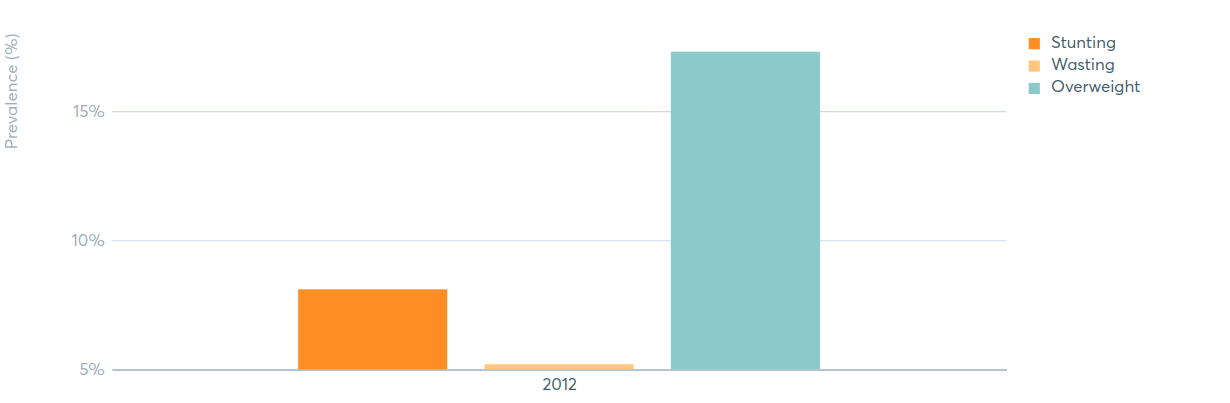 Prevalence (%)
15%
10%
5%
2012
Stunting
Wasting
Overweight